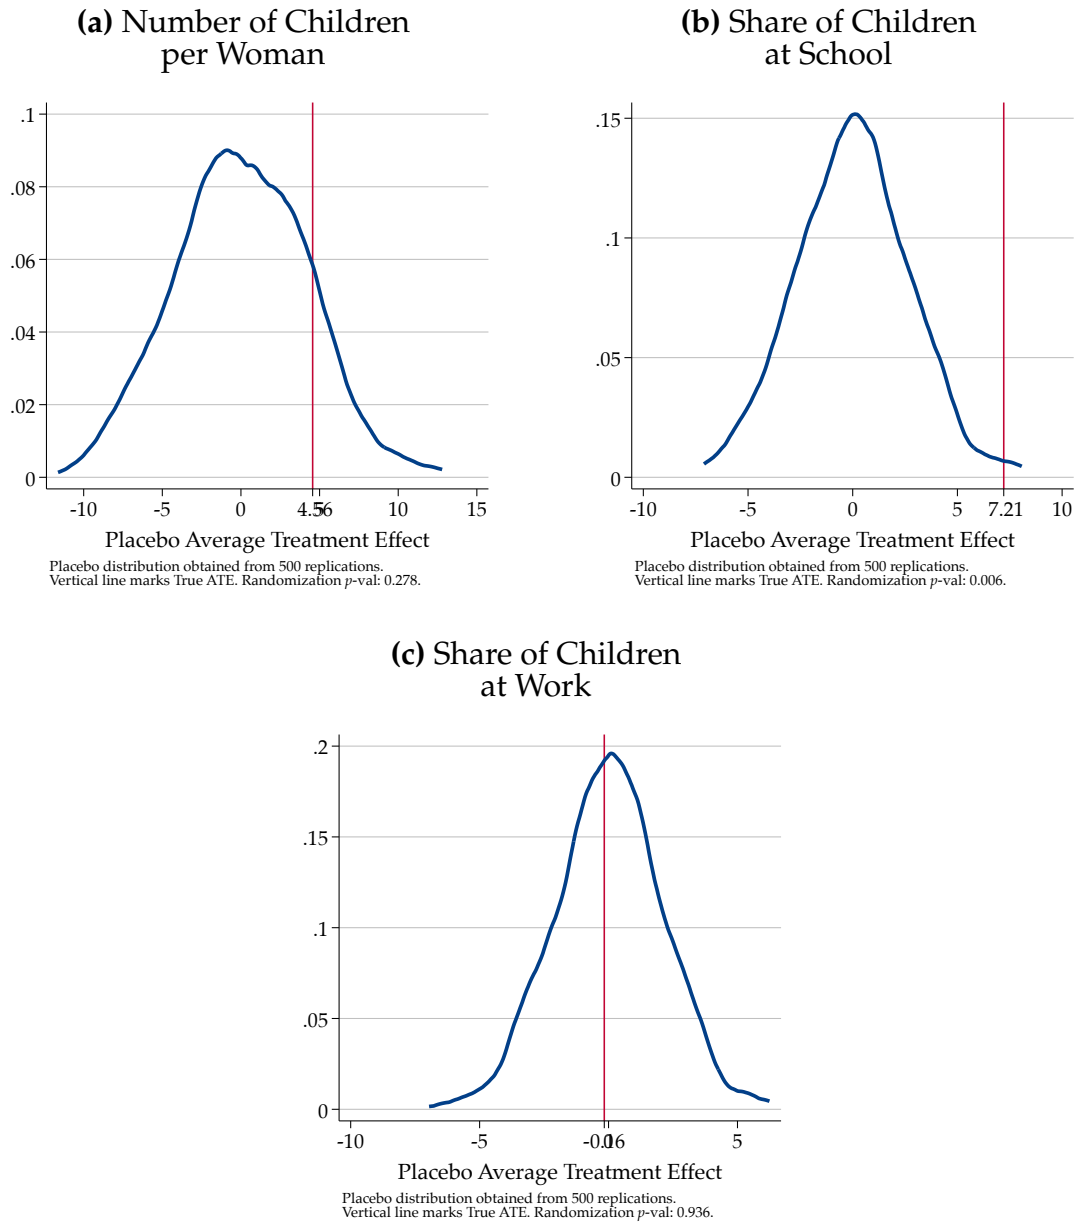 (a) Number of Children
per Woman
.1
.08
.06
.04
.02
0
-10 -5 0 4.56 5 10 15
Placebo Average Treatment Effect
Placebo distribution obtained from 500 replications.
Vertical line marks True ATE. Randomization p-val: 0.278.
(b) Share of Children
at School
.15
.1
.05
0
-10 -5 0 5 7.21 10
Placebo Average Treatment Effect
Placebo distribution obtained from 500 replications.
Vertical line marks True ATE. Randomization p-val: 0.006.
(c) Share of Children
at Work
.2
.15
.1
.05
0
-10 -5 -0.16 0 5
Placebo Average Treatment Effect
Placebo distribution obtained from 500 replications.
Vertical line marks True ATE. Randomization p-val: 0.936.